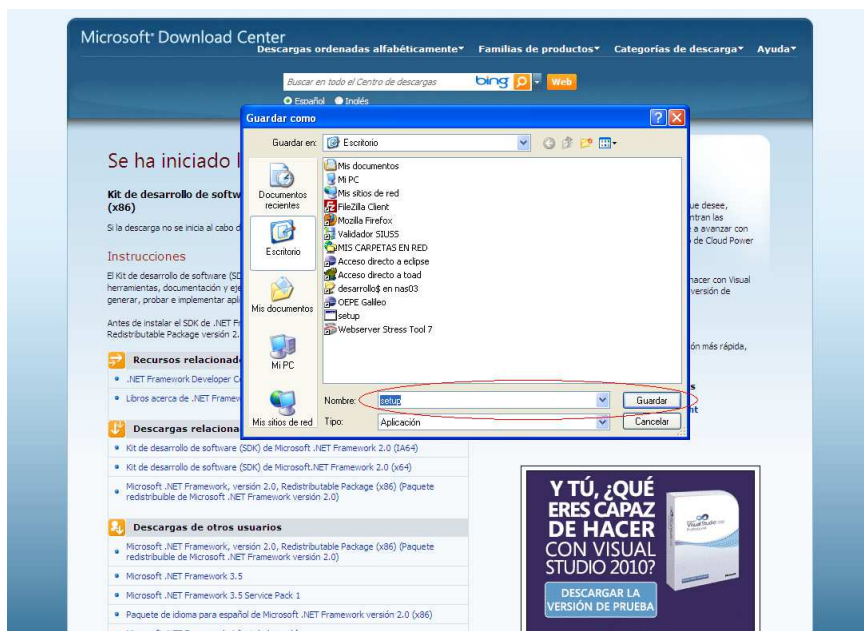 Microsoft® Download Center
Descargas ordenadas alfabéticamente Familias de productos Categorías de descarga Ayuda
Buscar en todo el Centro de descargas bing Web
Español Inglés
Guardar como
Guardar en: Escritorio
Documentos recientes
Escritorio
Mis documentos
Mi PC
Mis sitios de red
Mis documentos
Mi PC
Mis sitios de red
FileZilla Client
Mozilla Firefox
Validador SIU55
MIS CARPETAS EN RED
Acceso directo a eclipse
Acceso directo a toad
desarrollo$ en nas03
OEPE Galileo
setup
Webserver Stress Tool 7
Nombre: setup Guardar
Tipo: Aplicación Cancelar
Se ha iniciado l
Kit de desarrollo de softw
(x86)
Si la descarga no se inicia al cabo d
Instrucciones
El Kit de desarrollo de software (SD
herramientas, documentación y eje
generar, probar e implementar apli
Antes de instalar el SDK de .NET Fr
Redistributable Package versión 2.
ue desee,
ntran las
e a avanzar con
de Cloud Power
hacer con Visual
versión de
ón más rápida,
s
nt
Recursos relacionad
.NET Framework Developer C
Libros acerca de .NET Framew
Descargas relaciona
Kit de desarrollo de software (SDK) de Microsoft .NET Framework 2.0 (IA64)
Kit de desarrollo de software (SDK) de Microsoft.NET Framework 2.0 (x64)
Microsoft .NET Framework, versión 2.0, Redistributable Package (x86) (Paquete
redistribuible de Microsoft .NET Framework versión 2.0)
Descargas de otros usuarios
Microsoft .NET Framework, versión 2.0, Redistributable Package (x86) (Paquete
redistribuible de Microsoft .NET Framework versión 2.0)
Microsoft .NET Framework 3.5
Microsoft .NET Framework 3.5 Service Pack 1
Paquete de idioma para español de Microsoft .NET Framework versión 2.0 (x86)
Y TÚ, ¿QUÉ
ERES CAPAZ
DE HACER
CON VISUAL
STUDIO 2010?
DESCARGAR LA
VERSIÓN DE PRUEBA
Visual Studio